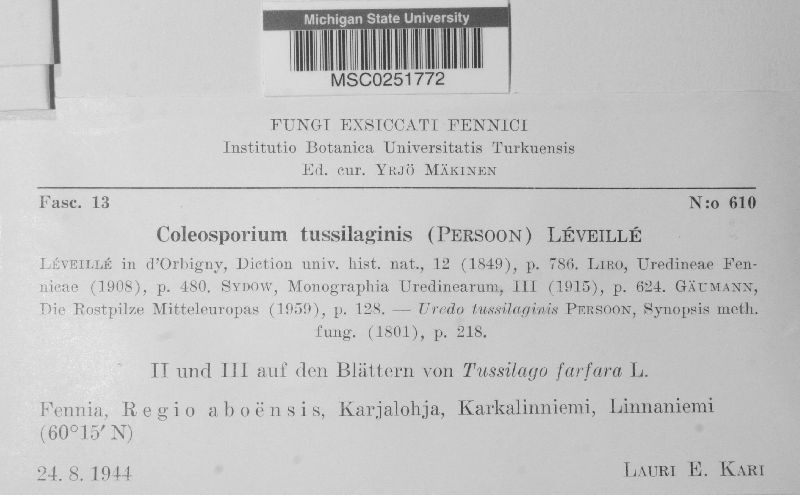 Michigan State University
MSC0251772
FUNGI EXSICCATI FENNICI
Institutio Botanica Universitatis Turkuensis
Ed. cur. YRJÖ MÄKINEN
Fasc. 13 N:o 610
Coleosporium tussilaginis (PERSOON) LÉVEILLÉ
LÉVEILLÉ in d'Orbigny, Diction univ. hist. nat., 12 (1849), p. 786. LIRO, Uredineae Fen-
nicae (1908), p. 480. SYDOW, Monographia Uredinearum, III (1915), p. 624. GÄUMANN,
Die Rostpilze Mitteleuropas (1959), p. 128. — Uredo tussilaginis PERSOON, Synopsis meth.
fung. (1801), p. 218.
II und III auf den Blättern von Tussilago farfara L.
Fennia, Regio aboënsis, Karjalohja, Karkalinniemi, Linnaniemi
(60°15′ N)
24. 8. 1944 LAURI E. KARI